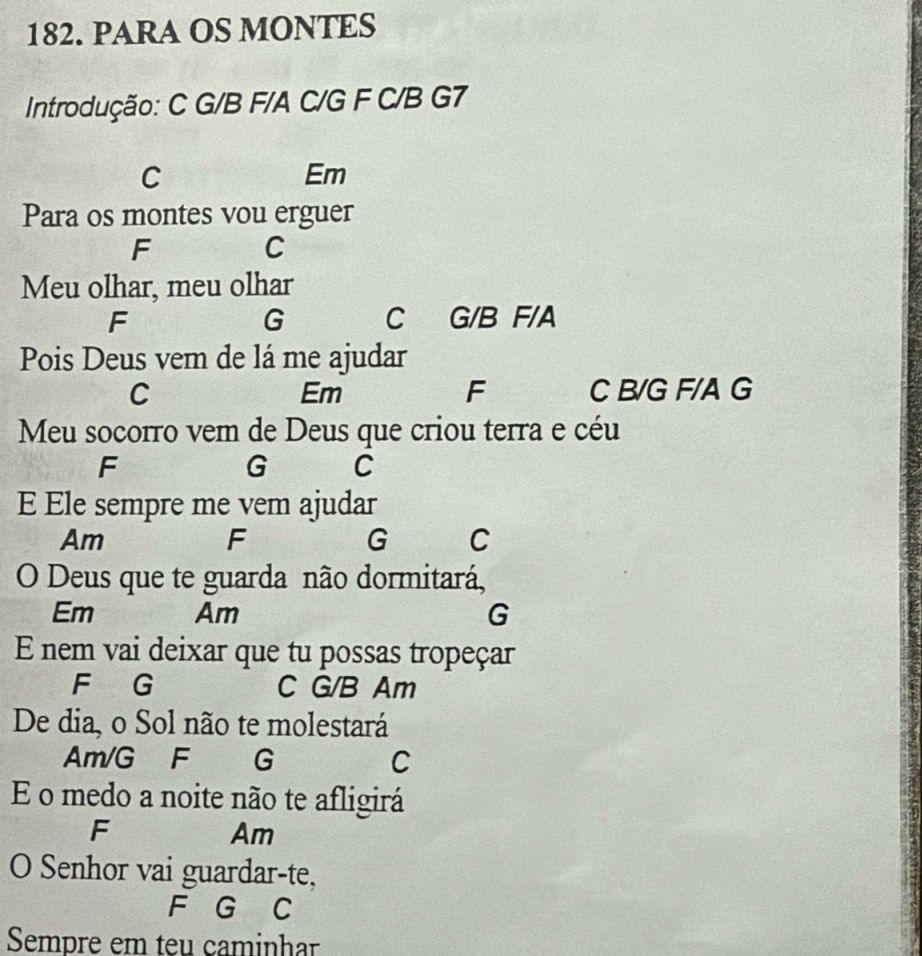 182. PARA OS MONTES
Introdução: C G/B F/A C/G F C/B G7
C Em
Para os montes vou erguer
F C
Meu olhar, meu olhar
F G C G/B F/A
Pois Deus vem de lá me ajudar
C Em F C B/G F/A G
Meu socorro vem de Deus que criou terra e céu
F G C
E Ele sempre me vem ajudar
Am F G C
O Deus que te guarda não dormitará,
Em Am G
E nem vai deixar que tu possas tropeçar
F G C G/B Am
De dia, o Sol não te molestará
Am/G F G C
E o medo a noite não te afligirá
F Am
O Senhor vai guardar-te,
F G C
Sempre em teu caminhar